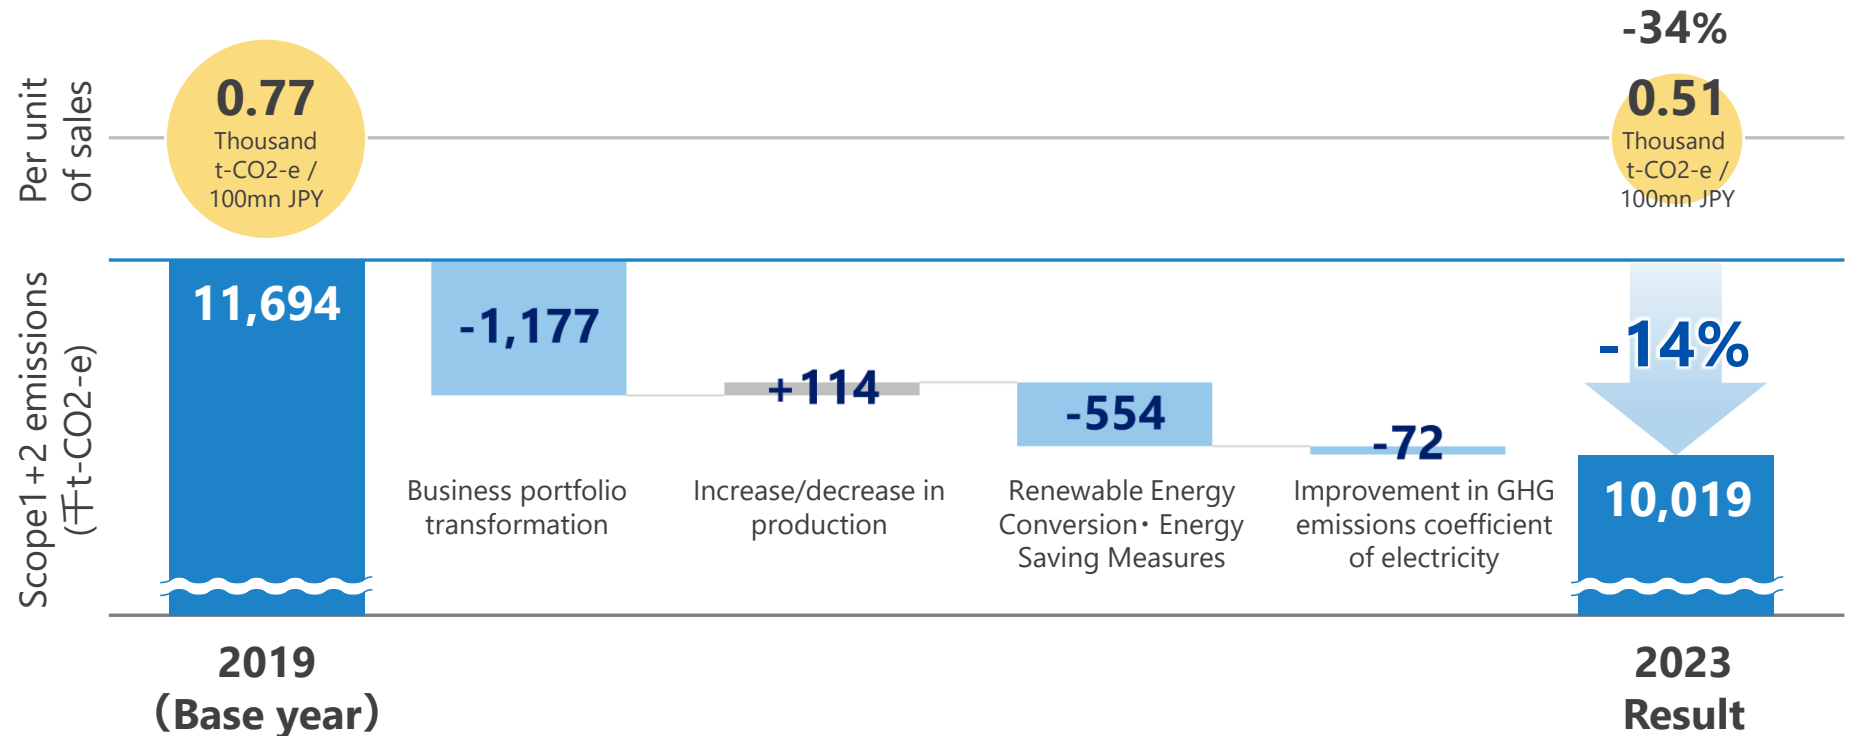 -34%
Per unit
of sales
0.77
Thousand
t-CO2-e /
100mn JPY
0.51
Thousand
t-CO2-e /
100mn JPY
Scope1+2 emissions
(千t-CO2-e)
11,694
-1,177
+114
-554
-72
-14%
10,019
Business portfolio
transformation
Increase/decrease in
production
Renewable Energy
Conversion・Energy
Saving Measures
Improvement in GHG
emissions coefficient
of electricity
2019
（Base year）
2023
Result